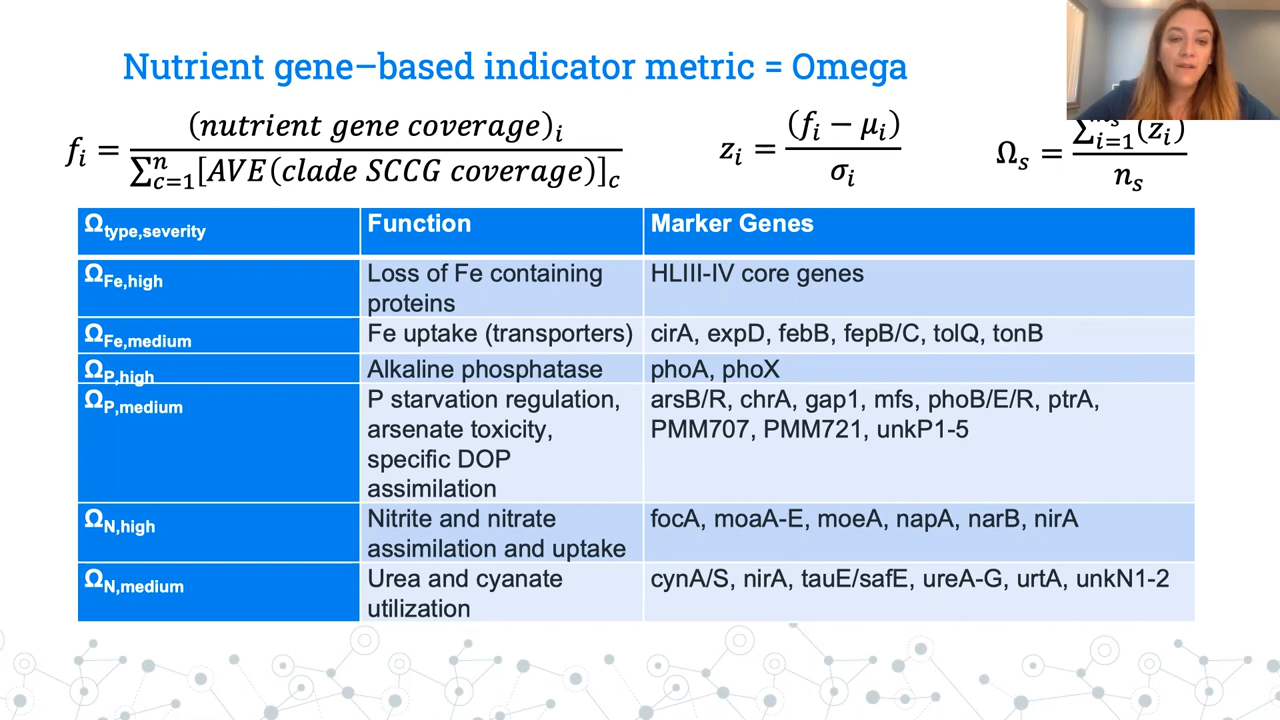 Nutrient gene–based indicator metric = Omega
f_i = (nutrient gene coverage)_i / ∑_{c=1}^{n}[AVE(clade SCCG coverage)]_c
z_i = (f_i − μ_i) / σ_i
Ω_s = ∑_{i=1}^{n_s}(z_i) / n_s
Ω_type,severity Function Marker Genes
Ω_Fe,high Loss of Fe containing HLIII-IV core genes
proteins
Ω_Fe,medium Fe uptake (transporters) cirA, expD, febB, fepB/C, tolQ, tonB
Ω_P,high Alkaline phosphatase phoA, phoX
Ω_P,medium P starvation regulation, arsB/R, chrA, gap1, mfs, phoB/E/R, ptrA,
arsenate toxicity, PMM707, PMM721, unkP1-5
specific DOP
assimilation
Ω_N,high Nitrite and nitrate focA, moaA-E, moeA, napA, narB, nirA
assimilation and uptake
Ω_N,medium Urea and cyanate cynA/S, nirA, tauE/safE, ureA-G, urtA, unkN1-2
utilization